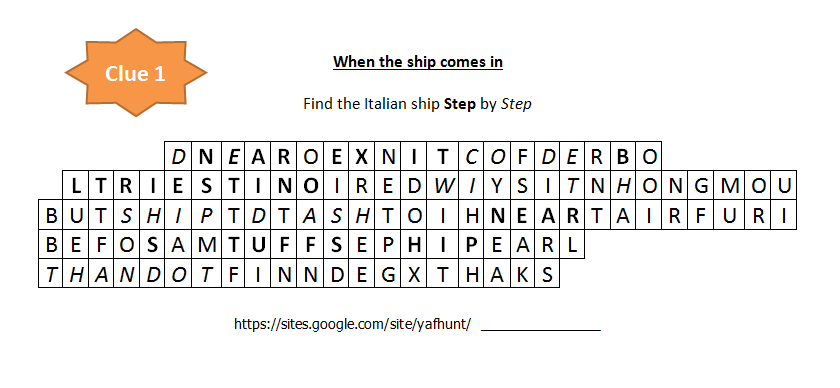 Clue 1
When the ship comes in
Find the Italian ship Step by Step
D N E A R O E X N I T C O F D E R B O
L T R I E S T I N O I R E D W I Y S I T N H O N G M O U
B U T S H I P T D T A S H T O I H N E A R T A I R F U R I
B E F O S A M T U F F S E P H I P E A R L
T H A N D O T F I N N D E G X T H A K S
https://sites.google.com/site/yafhunt/ _________________